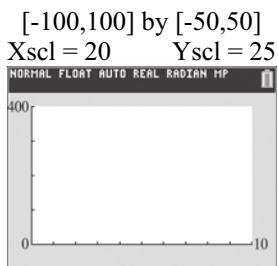 [-100,100] by [-50,50]
Xscl = 20 Yscl = 25
NORMAL FLOAT AUTO REAL RADIAN MP
400
0
10